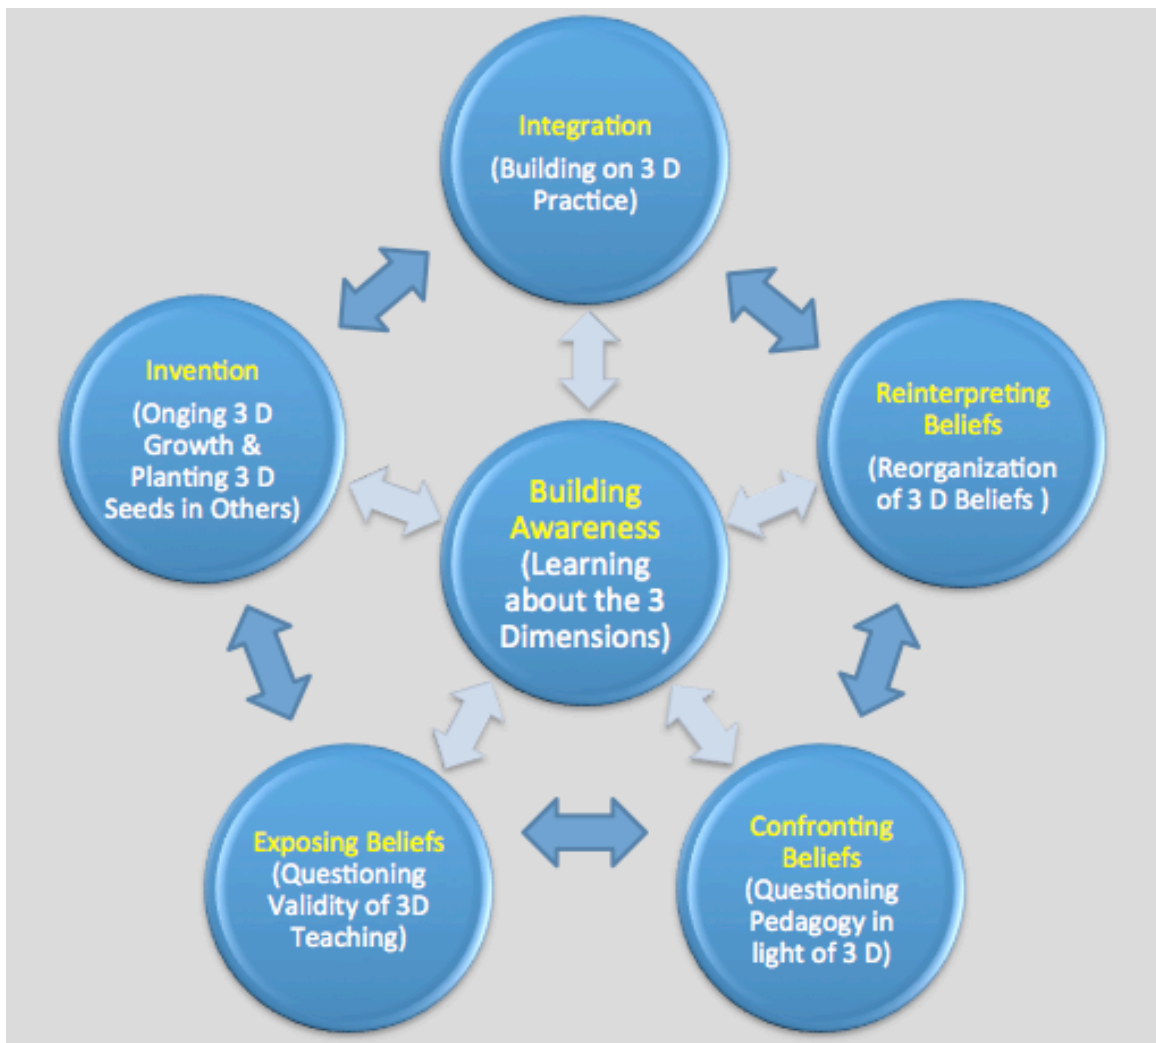 Integration
(Building on 3 D
Practice)
Invention
(Onging 3 D
Growth &
Planting 3 D
Seeds in Others)
Reinterpreting
Beliefs
(Reorganization
of 3 D Beliefs )
Building
Awareness
(Learning
about the 3
Dimensions)
Exposing Beliefs
(Questioning
Validity of 3D
Teaching)
Confronting
Beliefs
(Questioning
Pedagogy in
light of 3 D)